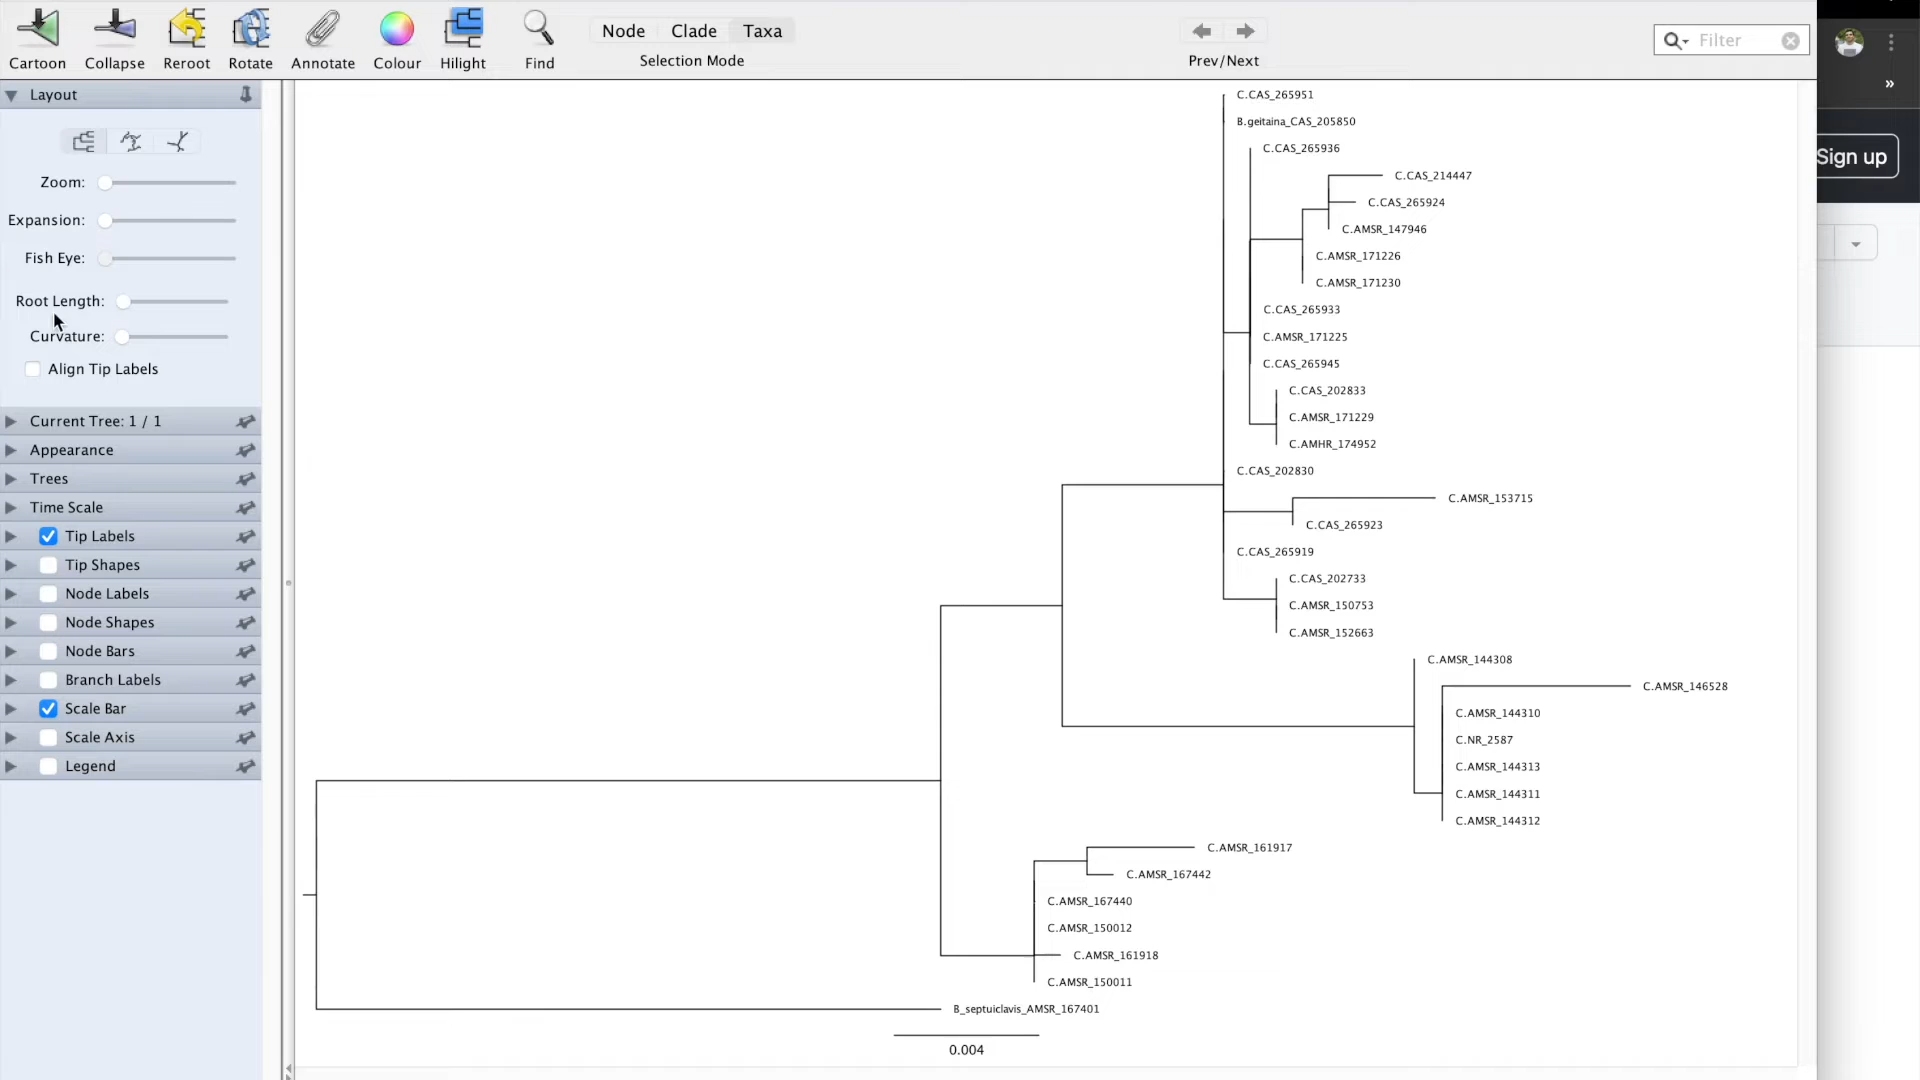 Cartoon Collapse Reroot Rotate Annotate Colour Hilight Find
Node Clade Taxa
Selection Mode
Prev/Next
Filter
»
Sign up
Layout
Zoom:
Expansion:
Fish Eye:
Root Length:
Curvature:
Align Tip Labels
Current Tree: 1 / 1
Appearance
Trees
Time Scale
Tip Labels
Tip Shapes
Node Labels
Node Shapes
Node Bars
Branch Labels
Scale Bar
Scale Axis
Legend
C.CAS_265951
B.geitaina_CAS_205850
C.CAS_265936
C.CAS_214447
C.CAS_265924
C.AMSR_147946
C.AMSR_171226
C.AMSR_171230
C.CAS_265933
C.AMSR_171225
C.CAS_265945
C.CAS_202833
C.AMSR_171229
C.AMHR_174952
C.CAS_202830
C.AMSR_153715
C.CAS_265923
C.CAS_265919
C.CAS_202733
C.AMSR_150753
C.AMSR_152663
C.AMSR_144308
C.AMSR_146528
C.AMSR_144310
C.NR_2587
C.AMSR_144313
C.AMSR_144311
C.AMSR_144312
C.AMSR_161917
C.AMSR_167442
C.AMSR_167440
C.AMSR_150012
C.AMSR_161918
C.AMSR_150011
B_septuiclavis_AMSR_167401
0.004